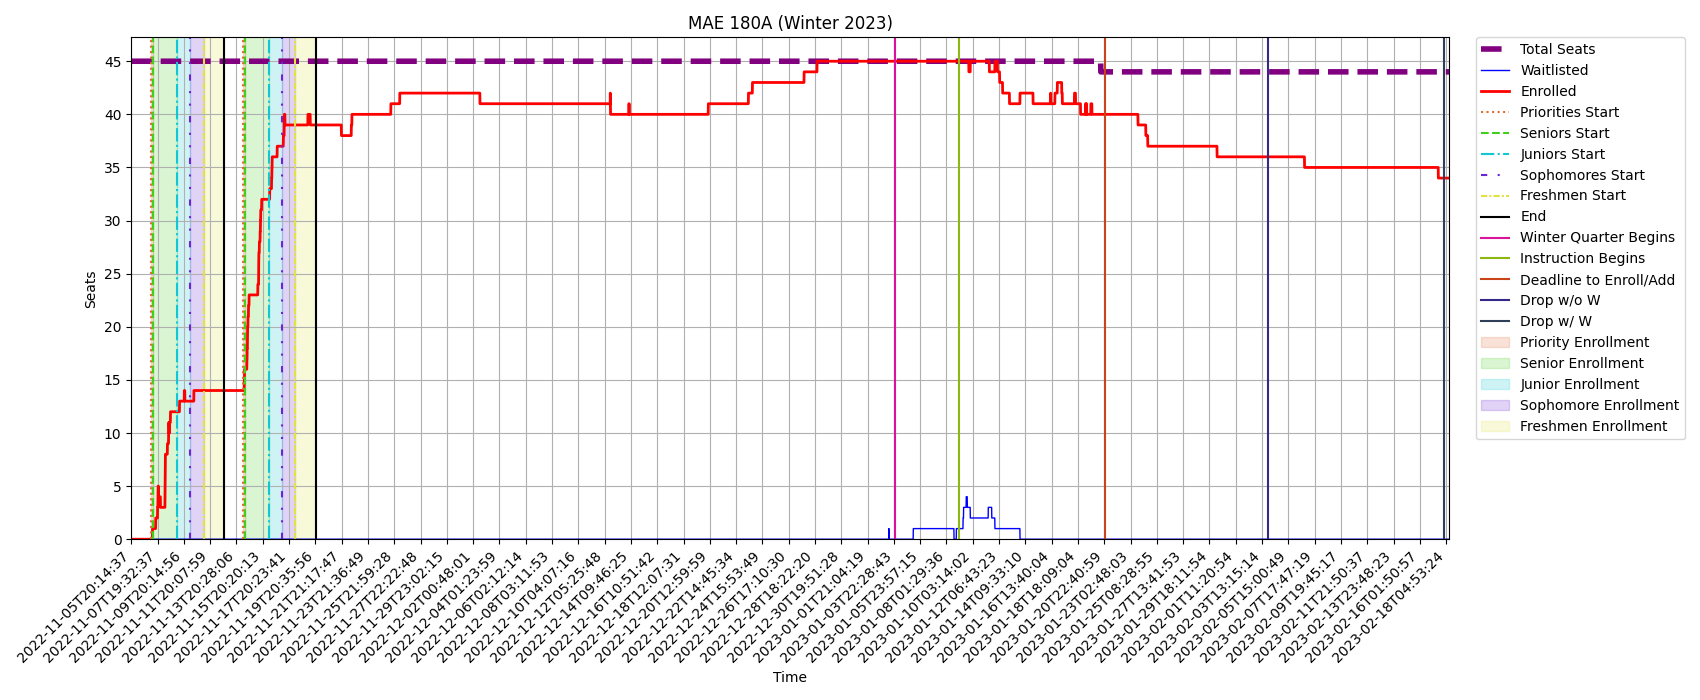 MAE 180A (Winter 2023)
Seats
45
40
35
30
25
20
15
10
5
0
2022-11-05T20:14:37
2022-11-07T19:32:37
2022-11-09T20:14:56
2022-11-11T20:07:59
2022-11-13T20:28:06
2022-11-15T20:20:13
2022-11-17T20:23:41
2022-11-19T20:35:56
2022-11-21T21:17:47
2022-11-23T21:36:49
2022-11-25T21:59:28
2022-11-27T22:22:48
2022-11-29T23:02:15
2022-12-02T00:48:01
2022-12-04T01:23:59
2022-12-06T02:12:14
2022-12-08T03:11:53
2022-12-10T04:07:16
2022-12-12T05:25:48
2022-12-14T09:46:25
2022-12-16T10:51:42
2022-12-18T12:07:31
2022-12-20T12:59:59
2022-12-22T14:45:34
2022-12-24T15:53:49
2022-12-26T17:10:30
2022-12-28T18:22:20
2022-12-30T19:51:28
2023-01-01T21:04:19
2023-01-03T22:28:43
2023-01-05T23:57:15
2023-01-08T01:29:36
2023-01-10T03:14:02
2023-01-12T06:43:23
2023-01-14T09:33:10
2023-01-16T13:40:04
2023-01-18T18:09:04
2023-01-20T22:40:59
2023-01-23T02:48:03
2023-01-25T08:28:55
2023-01-27T13:41:53
2023-01-29T18:11:54
2023-02-01T11:20:54
2023-02-03T13:15:14
2023-02-05T15:00:49
2023-02-07T17:47:19
2023-02-09T19:45:17
2023-02-11T21:50:37
2023-02-13T23:48:23
2023-02-16T01:50:57
2023-02-18T04:53:24
Time
Total Seats
Waitlisted
Enrolled
Priorities Start
Seniors Start
Juniors Start
Sophomores Start
Freshmen Start
End
Winter Quarter Begins
Instruction Begins
Deadline to Enroll/Add
Drop w/o W
Drop w/ W
Priority Enrollment
Senior Enrollment
Junior Enrollment
Sophomore Enrollment
Freshmen Enrollment